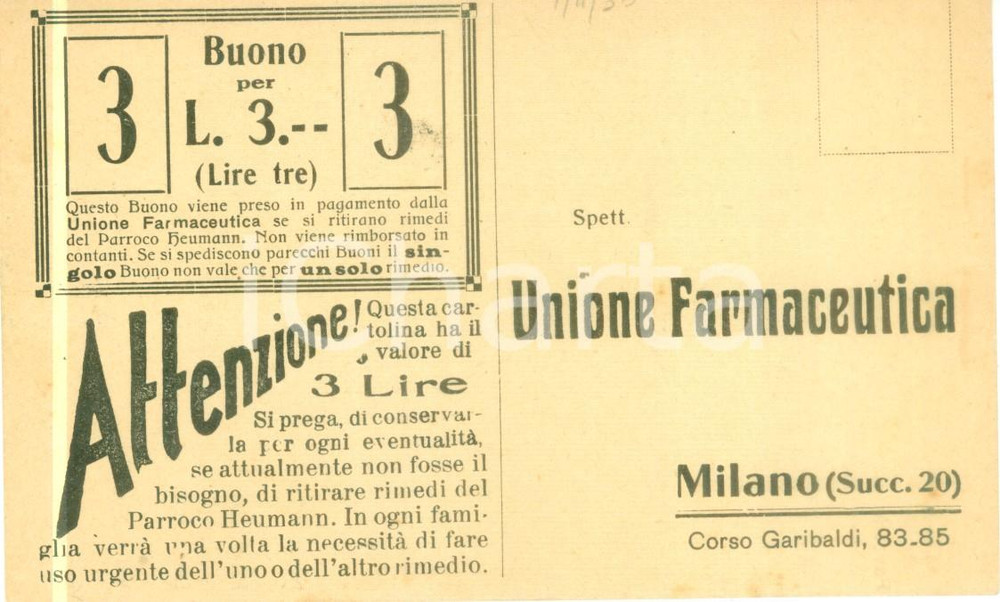 3
Buono
per
L. 3.--
(Lire tre)
3
Questo Buono viene preso in pagamento dalla
Unione Farmaceutica se si ritirano rimedi
del Parroco Heumann. Non viene rimborsato in
contanti. Se si spediscono parecchi Buoni il sin-
golo Buono non vale che per un solo rimedio.
Attenzione! Questa car-
tolina ha il
valore di
3 Lire
Si prega, di conservar-
la per ogni eventualità,
se attualmente non fosse il
bisogno, di ritirare rimedi del
Parroco Heumann. In ogni fami-
glia verrà una volta la necessità di fare
uso urgente dell'uno o dell'altro rimedio.
Spett.
Unione Farmaceutica
Milano (Succ. 20)
Corso Garibaldi, 83-85